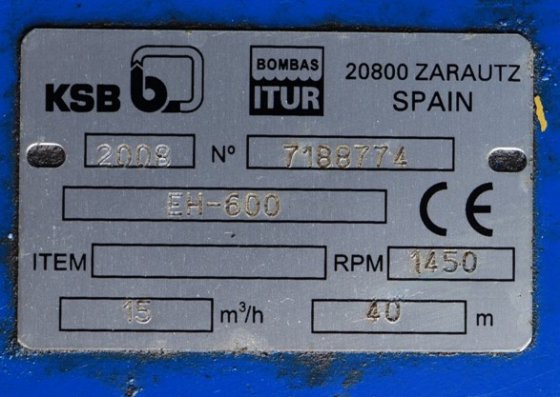 KSB b BOMBAS ITUR 20800 ZARAUTZ SPAIN
2008 Nº 7188774
EH-600
CE
ITEM RPM 1450
15 m³/h 40 m